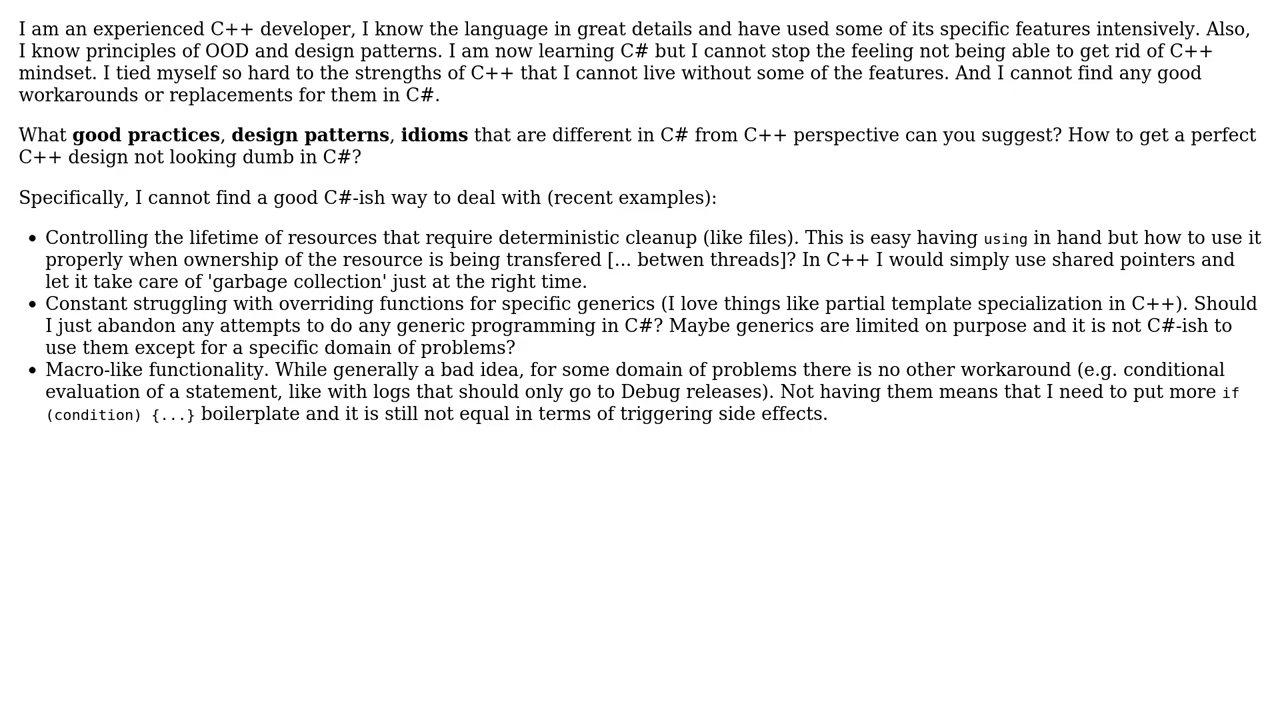 I am an experienced C++ developer, I know the language in great details and have used some of its specific features intensively. Also,
I know principles of OOD and design patterns. I am now learning C# but I cannot stop the feeling not being able to get rid of C++
mindset. I tied myself so hard to the strengths of C++ that I cannot live without some of the features. And I cannot find any good
workarounds or replacements for them in C#.
What good practices, design patterns, idioms that are different in C# from C++ perspective can you suggest? How to get a perfect
C++ design not looking dumb in C#?
Specifically, I cannot find a good C#-ish way to deal with (recent examples):
• Controlling the lifetime of resources that require deterministic cleanup (like files). This is easy having using in hand but how to use it
properly when ownership of the resource is being transfered [... betwen threads]? In C++ I would simply use shared pointers and
let it take care of 'garbage collection' just at the right time.
• Constant struggling with overriding functions for specific generics (I love things like partial template specialization in C++). Should
I just abandon any attempts to do any generic programming in C#? Maybe generics are limited on purpose and it is not C#-ish to
use them except for a specific domain of problems?
• Macro-like functionality. While generally a bad idea, for some domain of problems there is no other workaround (e.g. conditional
evaluation of a statement, like with logs that should only go to Debug releases). Not having them means that I need to put more if
(condition) {...} boilerplate and it is still not equal in terms of triggering side effects.